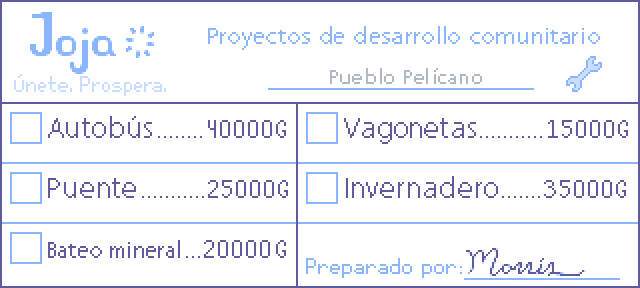 Joja
Únete. Prospera.
Proyectos de desarrollo comunitario
Pueblo Pelícano
Autobús........40000G
Vagonetas...........15000G
Puente...........25000G
Invernadero.......35000G
Bateo mineral...20000G
Preparado por: Morris